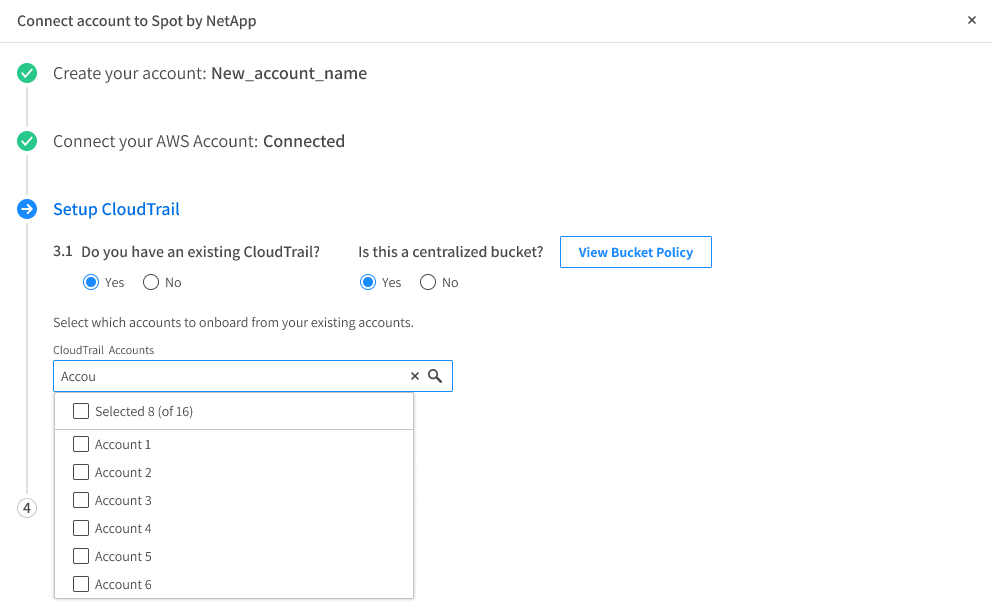 Connect account to Spot by NetApp
Create your account: New_account_name
Connect your AWS Account: Connected
Setup CloudTrail
3.1 Do you have an existing CloudTrail? Is this a centralized bucket? View Bucket Policy
Yes No Yes No
Select which accounts to onboard from your existing accounts.
CloudTrail Accounts
Accou
Selected 8 (of 16)
Account 1
Account 2
Account 3
4
Account 4
Account 5
Account 6